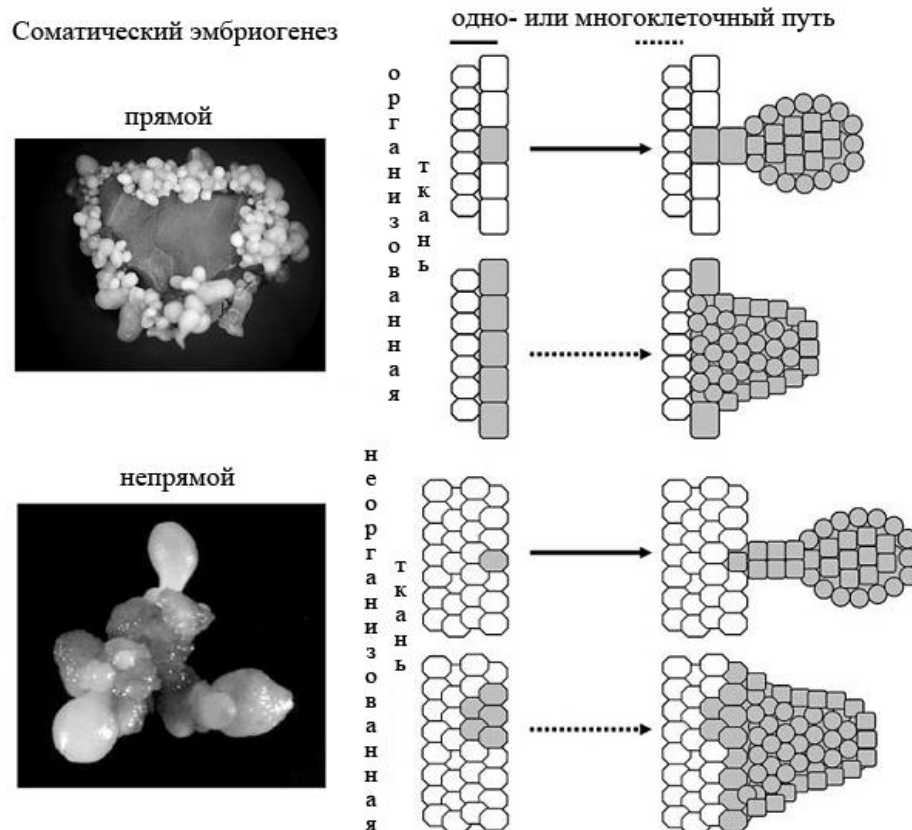 Соматический эмбриогенез
одно- или многоклеточный путь
прямой
организованная
ткань
непрямой
неорганизованная
ткань